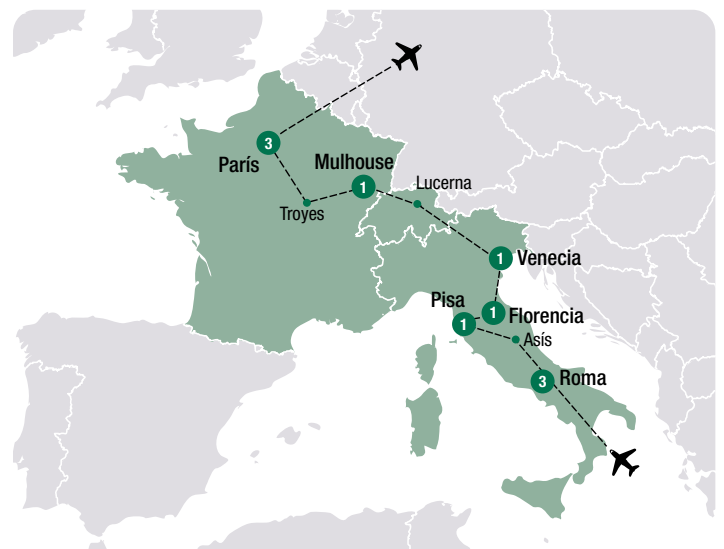 3
París
Mulhouse
1
Lucerna
Troyes
1
Venecia
Pisa
1
1
Florencia
Asís
3
Roma